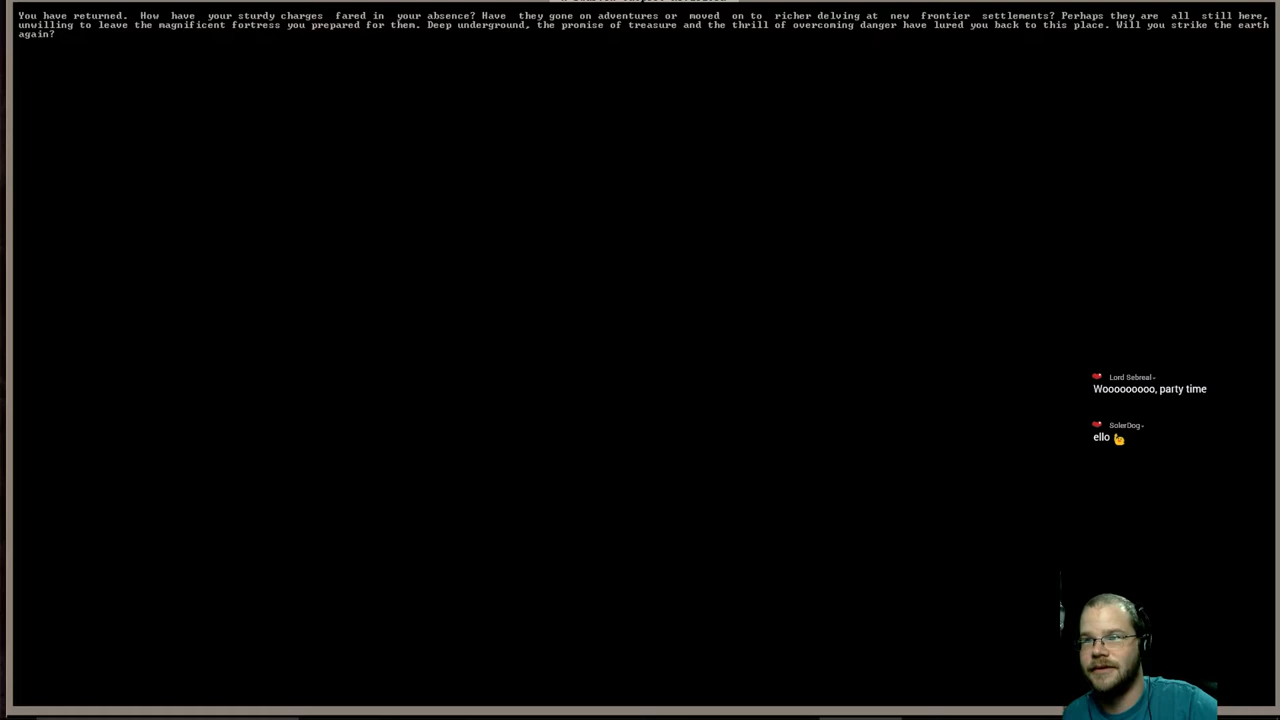 You have returned. How have your sturdy charges fared in your absence? Have they gone on adventures or moved on to richer delving at new frontier settlements? Perhaps they are all still here,
unwilling to leave the magnificent fortress you prepared for them. Deep underground, the promise of treasure and the thrill of overcoming danger have lured you back to this place. Will you strike the earth
again?
Lord Sebreal
Wooooooooo, party time
SolerDog
ello